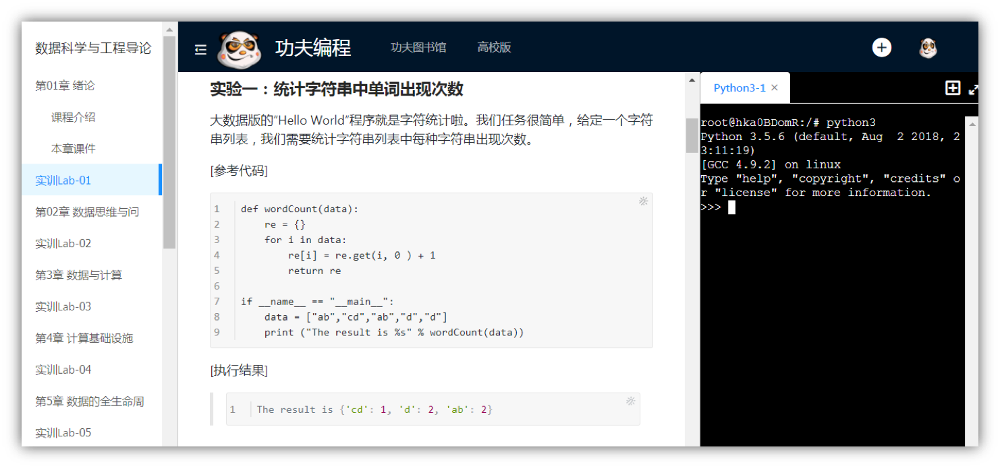 数据科学与工程导论
第01章 绪论
课程介绍
本章课件
实训Lab-01
第02章 数据思维与问
实训Lab-02
第3章 数据与计算
实训Lab-03
第4章 计算基础设施
实训Lab-04
第5章 数据的全生命周
实训Lab-05
功夫编程
功夫图书馆
高校版
实验一：统计字符串中单词出现次数
大数据版的“Hello World”程序就是字符统计啦。我们任务很简单，给定一个字符
串列表，我们需要统计字符串列表中每种字符串出现次数。
[参考代码]
1 def wordCount(data):
2     re = {}
3     for i in data:
4         re[i] = re.get(i, 0 ) + 1
5         return re
6
7 if __name__ == "__main__":
8     data = ["ab","cd","ab","d","d"]
9     print ("The result is %s" % wordCount(data))
[执行结果]
1 The result is {'cd': 1, 'd': 2, 'ab': 2}
Python3-1 ×
root@hka0BDomR:/# python3
Python 3.5.6 (default, Aug  2 2018, 2
3:11:19)
[GCC 4.9.2] on linux
Type "help", "copyright", "credits" o
r "license" for more information.
>>>